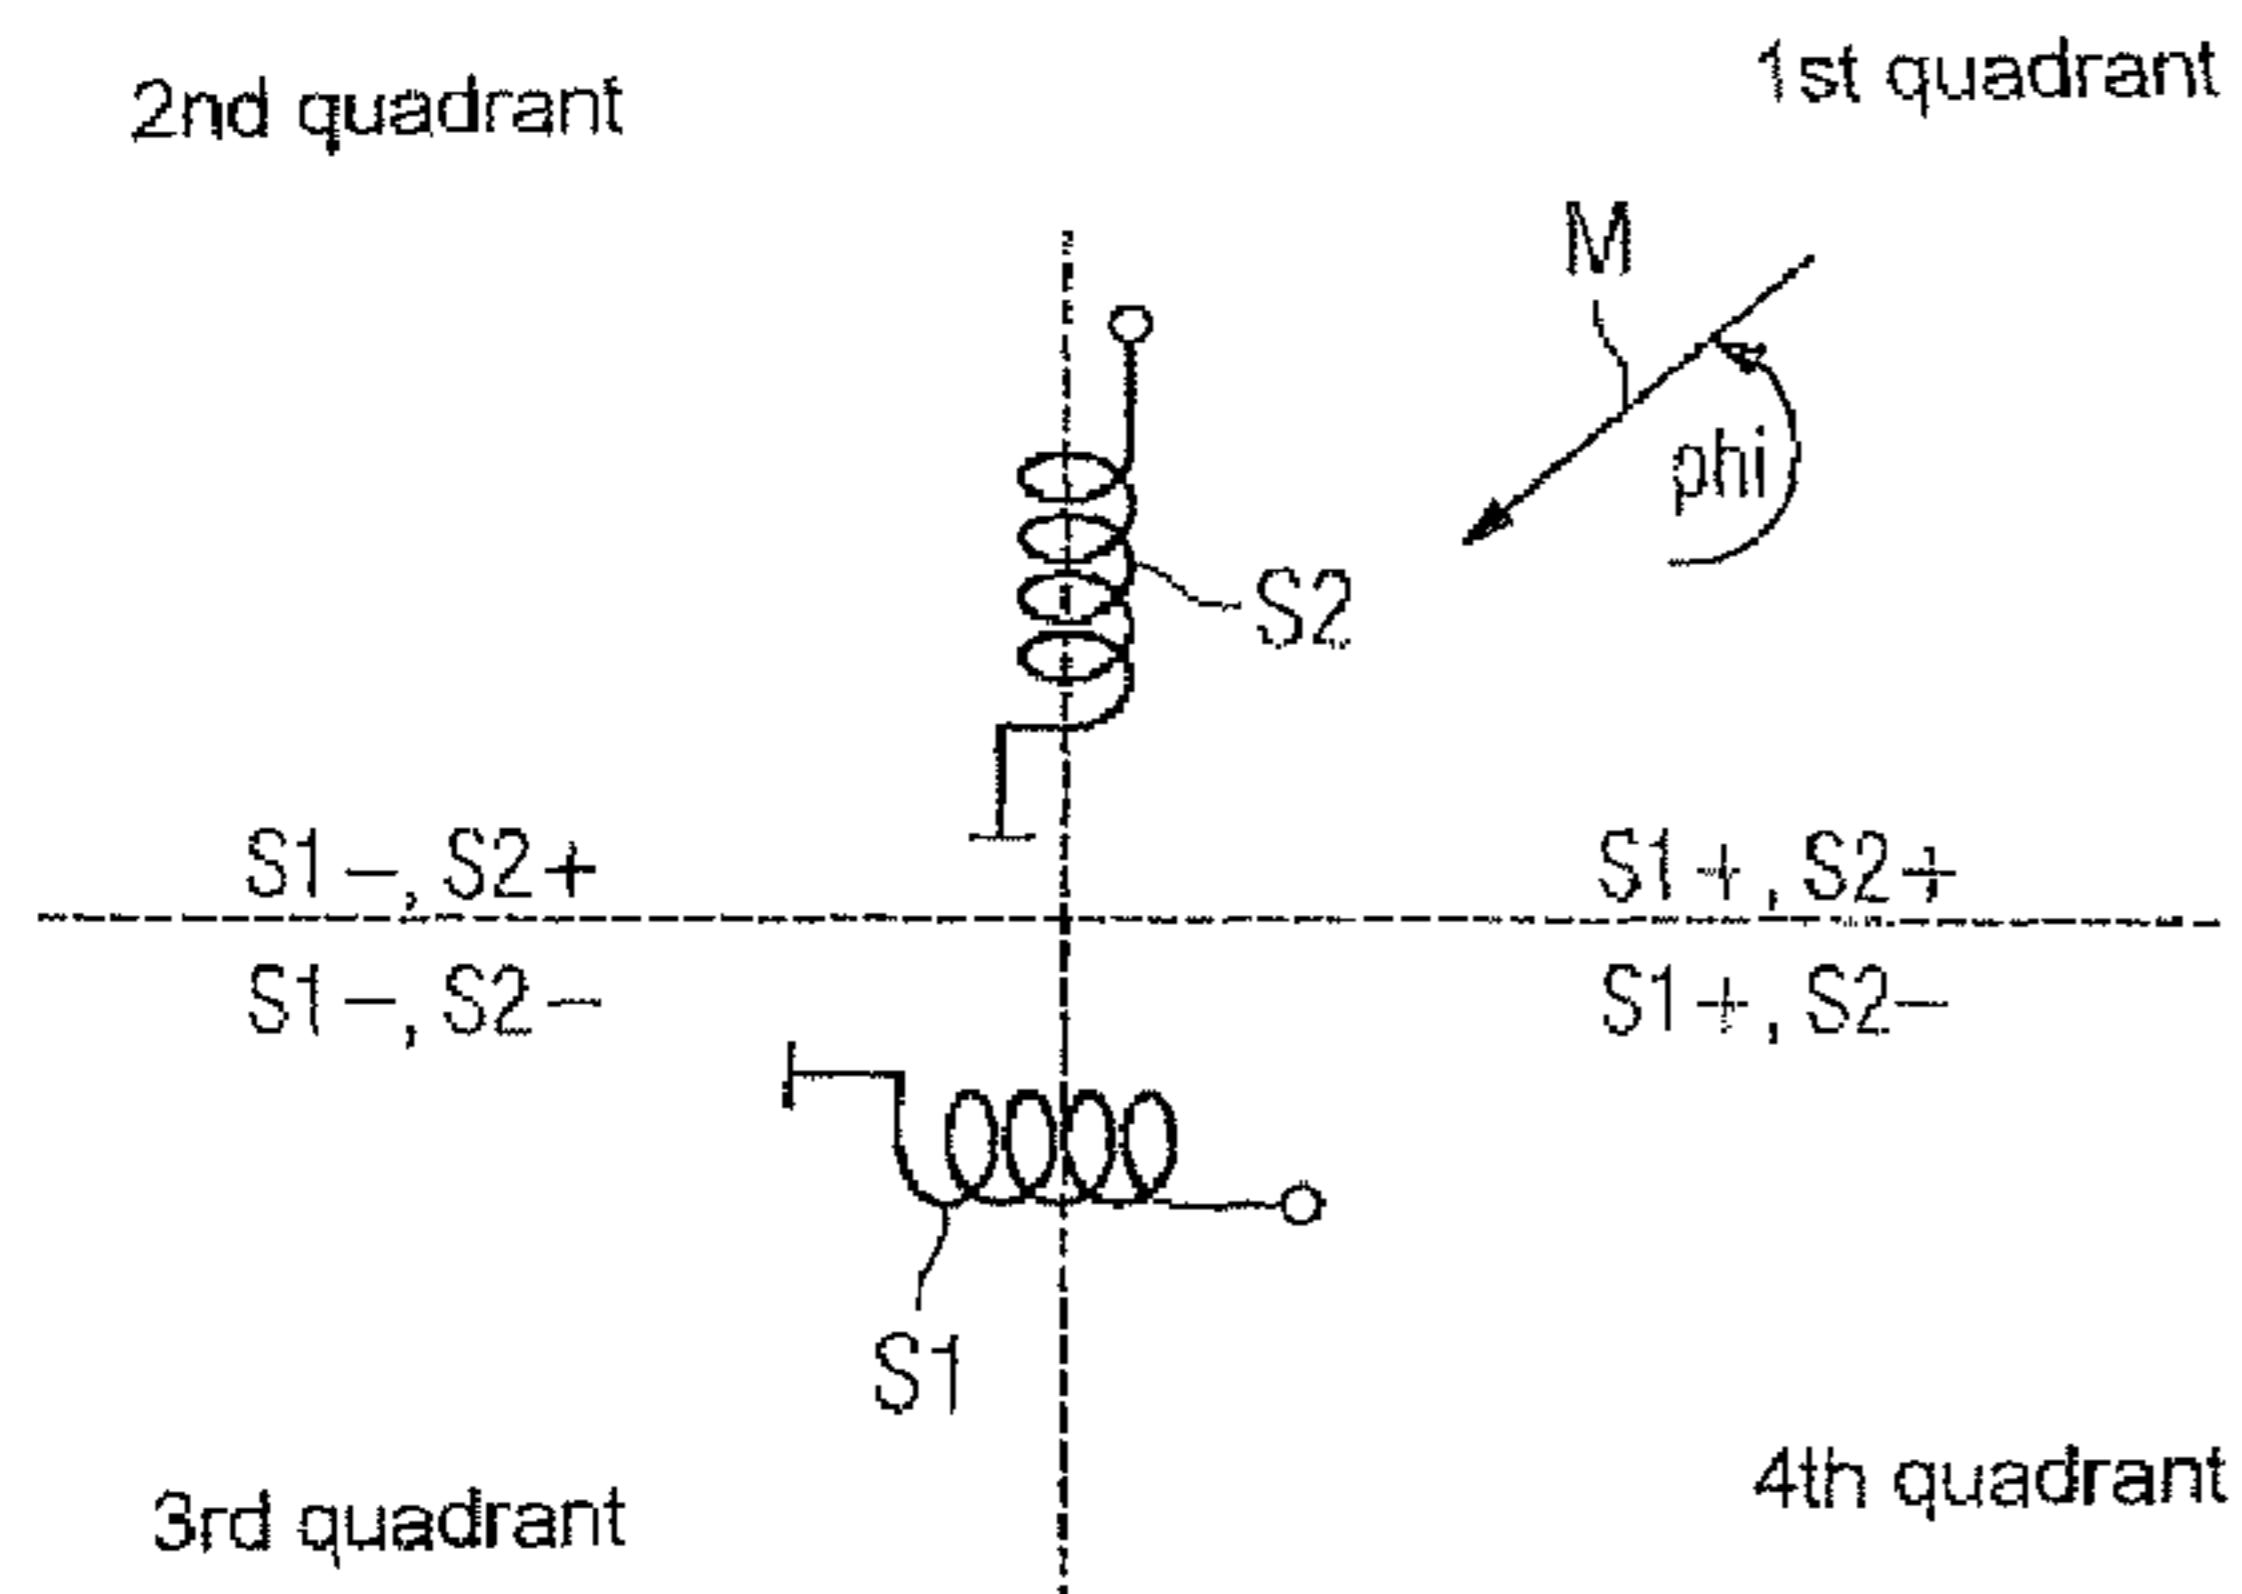 2nd quadrant
1st quadrant
M
phi
S2
S1–, S2+
S1+, S2+
S1–, S2–
S1+, S2–
S1
3rd quadrant
4th quadrant